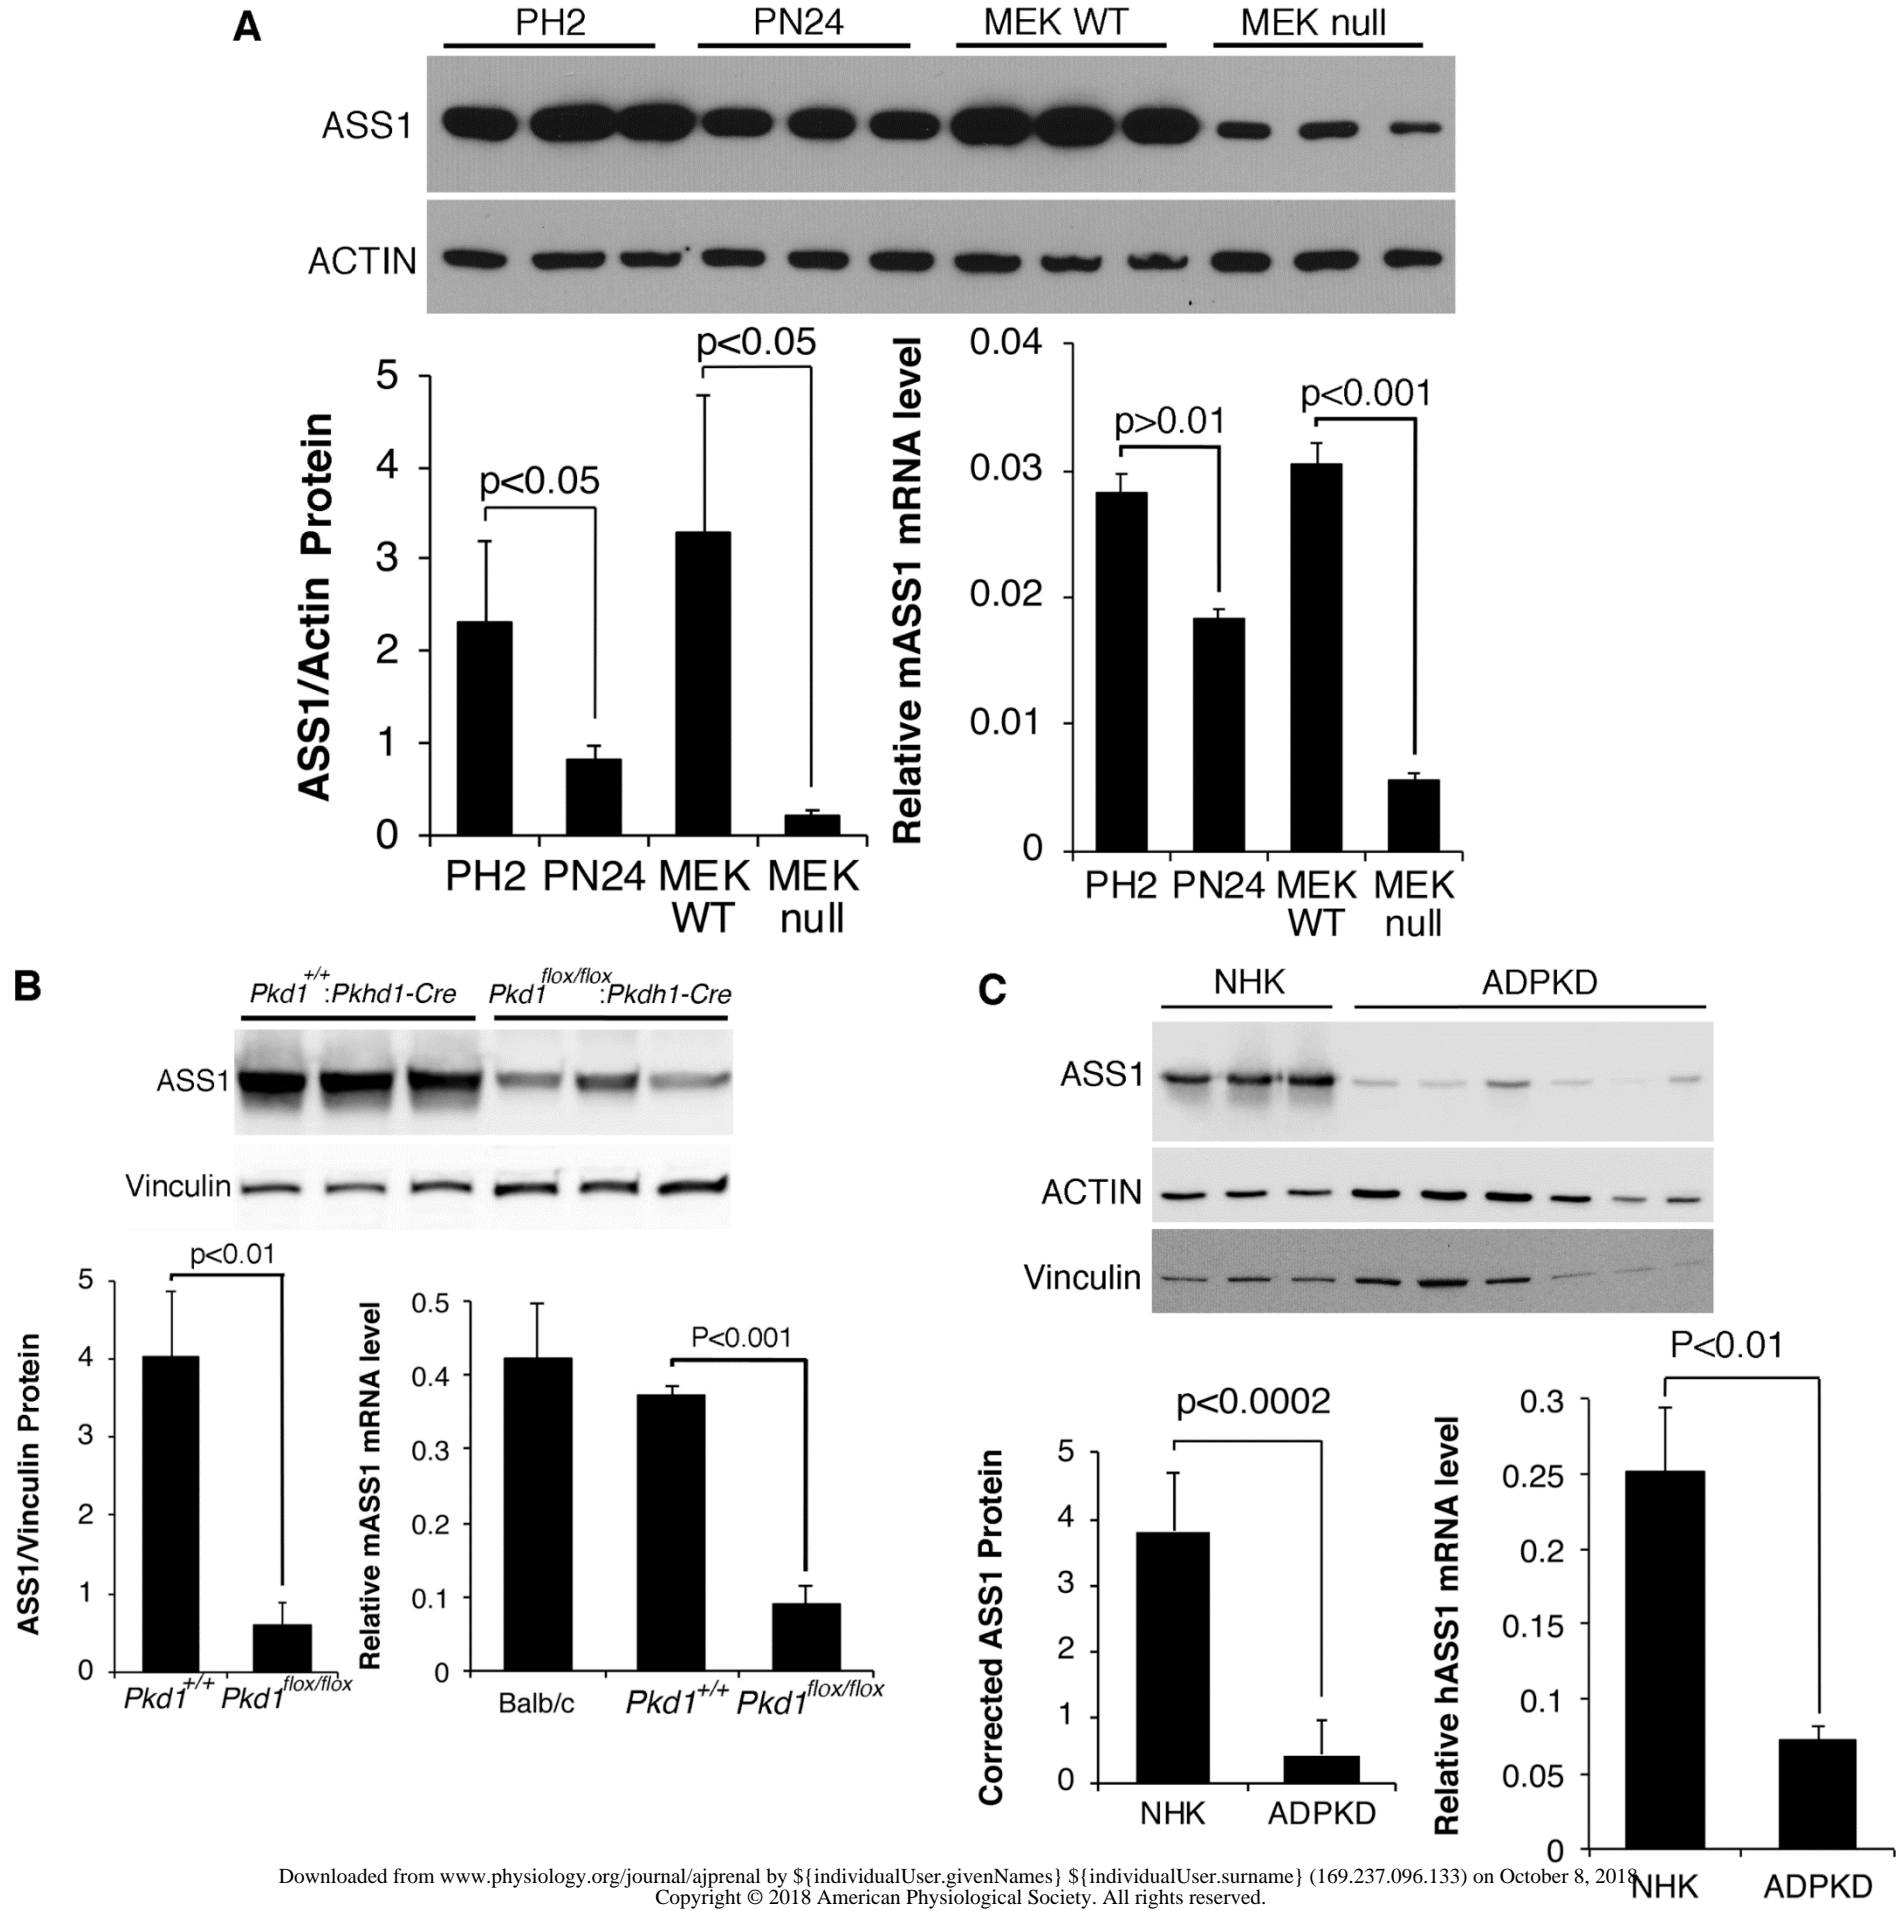 A
PH2 PN24 MEK WT MEK null
ASS1
ACTIN
ASS1/Actin Protein
5
4
3
2
1
0
p<0.05
p<0.05
PH2 PN24 MEK MEK
WT null
Relative mASS1 mRNA level
0.04
0.03
0.02
0.01
0
p>0.01
p<0.001
PH2 PN24 MEK MEK
WT null
B
Pkd1+/+:Pkhd1-Cre Pkd1flox/flox:Pkdh1-Cre
ASS1
Vinculin
ASS1/Vinculin Protein
5
4
3
2
1
0
p<0.01
Pkd1+/+ Pkd1flox/flox
Relative mASS1 mRNA level
0.5
0.4
0.3
0.2
0.1
0
P<0.001
Balb/c Pkd1+/+ Pkd1flox/flox
C
NHK ADPKD
ASS1
ACTIN
Vinculin
Corrected ASS1 Protein
5
4
3
2
1
0
p<0.0002
NHK ADPKD
Relative hASS1 mRNA level
0.3
0.25
0.2
0.15
0.1
0.05
0
P<0.01
NHK ADPKD
Downloaded from www.physiology.org/journal/ajprenal by ${individualUser.givenNames} ${individualUser.surname} (169.237.096.133) on October 8, 2018.
Copyright © 2018 American Physiological Society. All rights reserved.